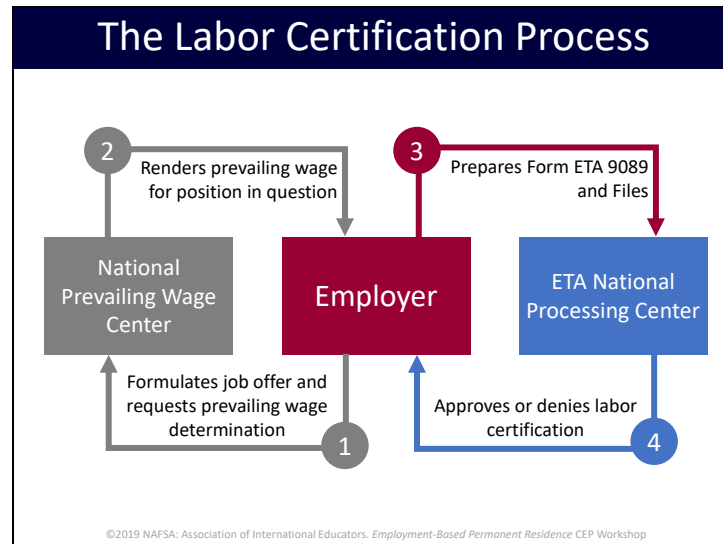 The Labor Certification Process
2
Renders prevailing wage
for position in question
3
Prepares Form ETA 9089
and Files
National
Prevailing Wage
Center
Employer
ETA National
Processing Center
Formulates job offer and
requests prevailing wage
determination
1
Approves or denies labor
certification
4
©2019 NAFSA: Association of International Educators. Employment-Based Permanent Residence CEP Workshop